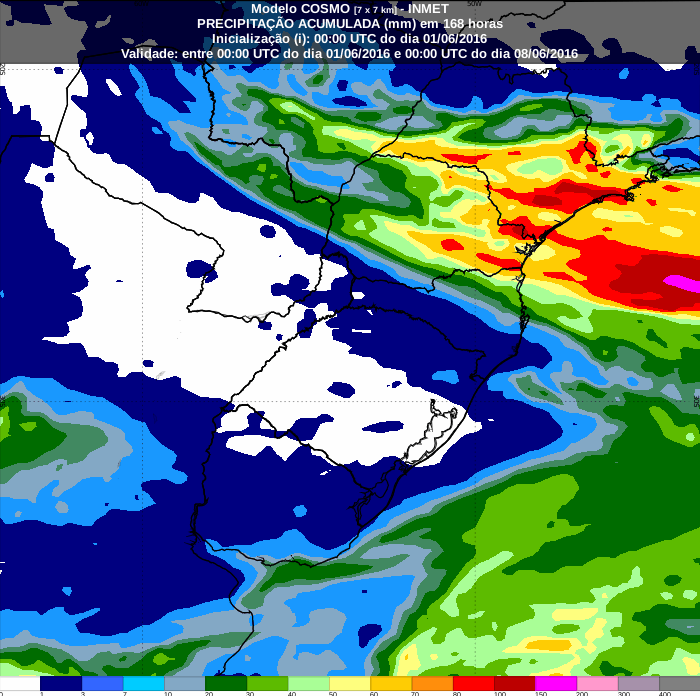 Modelo COSMO [7 x 7 km] - INMET
PRECIPITAÇÃO ACUMULADA (mm) em 168 horas
Inicialização (i): 00:00 UTC do dia 01/06/2016
Validade: entre 00:00 UTC do dia 01/06/2016 e 00:00 UTC do dia 08/06/2016
50W
1 3 7 10 20 30 40 50 60 70 80 100 150 200 300 400